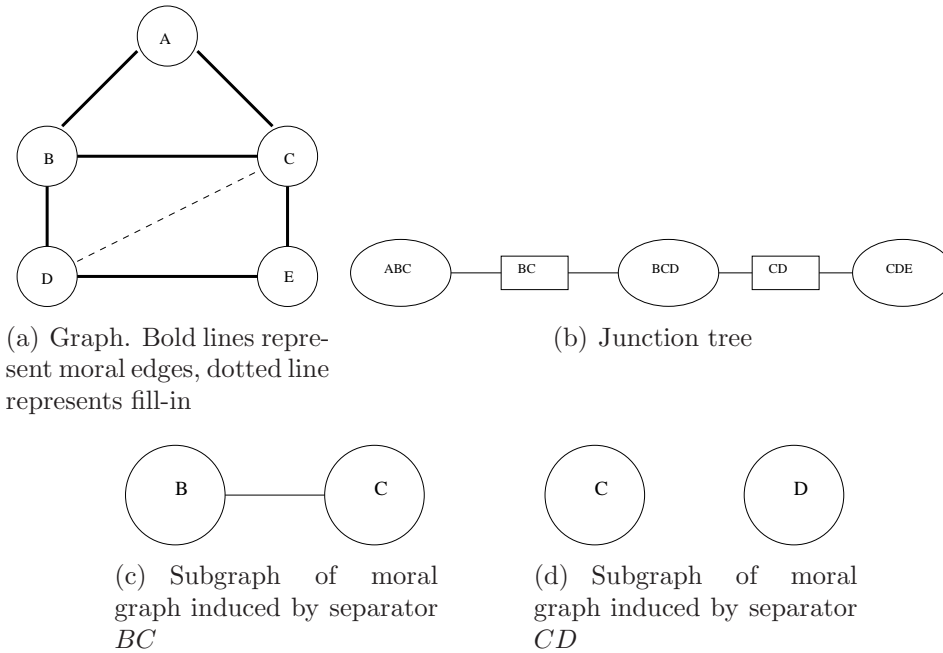 A
B
C
D
E
ABC
BC
BCD
CD
CDE
(a) Graph. Bold lines repre-
sent moral edges, dotted line
represents fill-in
(b) Junction tree
B
C
C
D
(c) Subgraph of moral
graph induced by separator
BC
(d) Subgraph of moral
graph induced by separator
CD